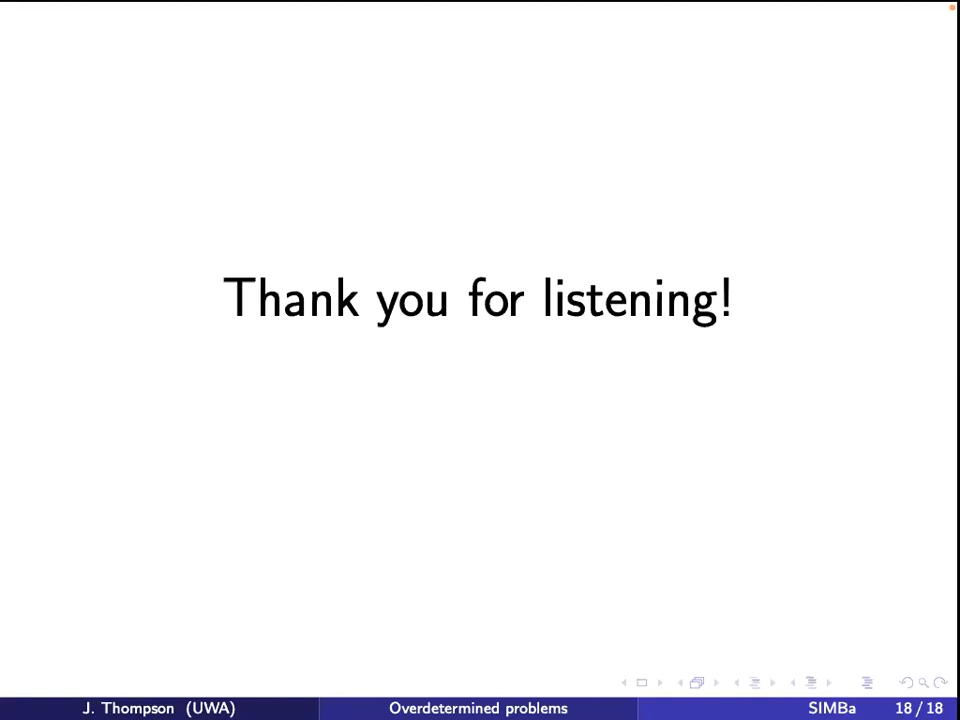 Thank you for listening!
J. Thompson (UWA) Overdetermined problems SIMBa 18 / 18